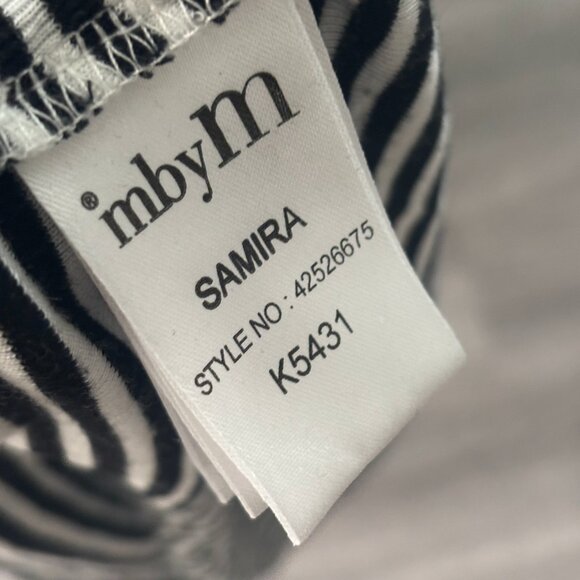 ® mbyM
SAMIRA
STYLE NO : 42526675
K5431